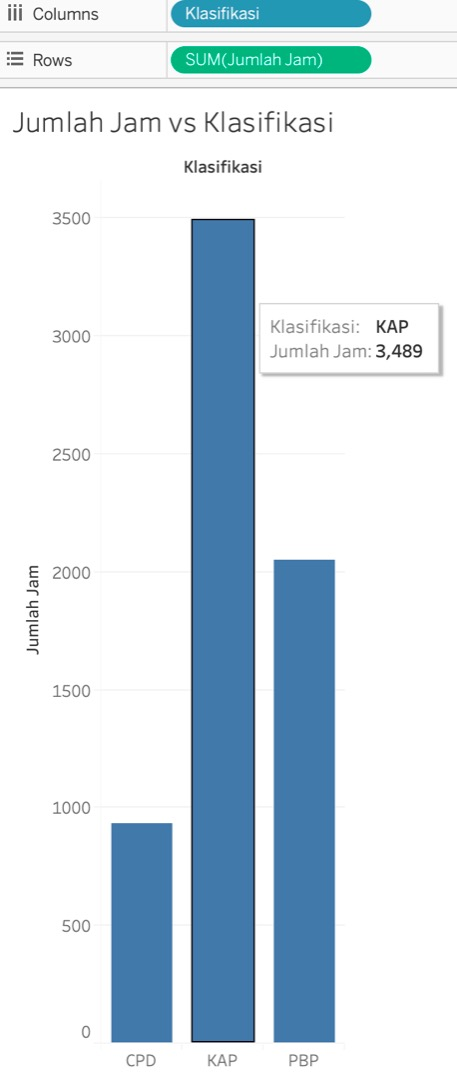 Columns Klasifikasi
Rows SUM(Jumlah Jam)
Jumlah Jam vs Klasifikasi
Klasifikasi
3500
3000
2500
2000
1500
1000
500
0
Jumlah Jam
Klasifikasi: KAP
Jumlah Jam: 3,489
CPD KAP PBP